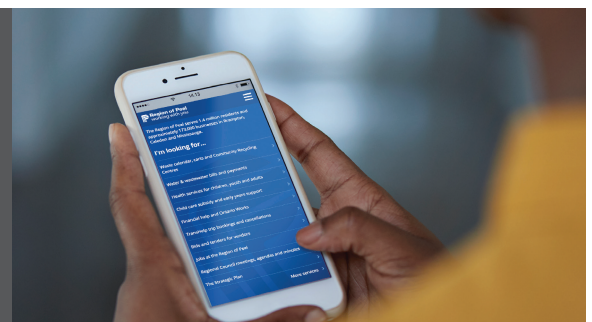 14:15
Region of Peel
working with you
The Region of Peel serves 1.4 million residents and
approximately 173,000 businesses in Brampton,
Caledon and Mississauga.
I'm looking for...
Waste calendar, carts and Community Recycling
Centres
Water & wastewater bills and payments
Health services for children, youth and adults
Child care subsidy and early years support
Financial help and Ontario Works
TransHelp trip bookings and cancellations
Bids and tenders for vendors
Jobs at the Region of Peel
Regional Council meetings, agendas and minutes
The Strategic Plan
More services